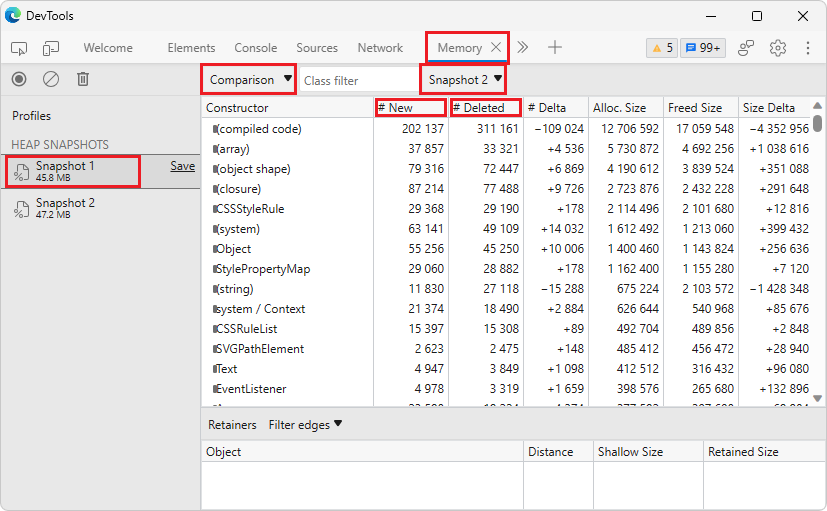 DevTools
Welcome Elements Console Sources Network Memory 5 99+
Comparison Class filter Snapshot 2
Profiles
HEAP SNAPSHOTS
Snapshot 1 Save
45.8 MB
Snapshot 2
47.2 MB
Constructor # New # Deleted # Delta Alloc. Size Freed Size Size Delta
(compiled code) 202 137 311 161 −109 024 12 706 592 17 059 548 −4 352 956
(array) 37 857 33 321 +4 536 5 730 872 4 692 256 +1 038 616
(object shape) 79 316 72 447 +6 869 4 190 612 3 839 524 +351 088
(closure) 87 214 77 488 +9 726 2 723 876 2 432 228 +291 648
CSSStyleRule 29 368 29 190 +178 2 114 496 2 101 680 +12 816
(system) 63 141 49 109 +14 032 1 612 492 1 213 060 +399 432
Object 55 256 45 250 +10 006 1 400 460 1 143 824 +256 636
StylePropertyMap 29 060 28 882 +178 1 162 400 1 155 280 +7 120
(string) 11 830 27 118 −15 288 675 224 2 103 572 −1 428 348
system / Context 21 374 18 490 +2 884 626 644 540 968 +85 676
CSSRuleList 15 397 15 308 +89 492 704 489 856 +2 848
SVGPathElement 2 623 2 475 +148 485 412 456 472 +28 940
Text 4 947 3 849 +1 098 412 512 316 432 +96 080
EventListener 4 978 3 319 +1 659 398 576 265 680 +132 896
Retainers Filter edges
Object Distance Shallow Size Retained Size